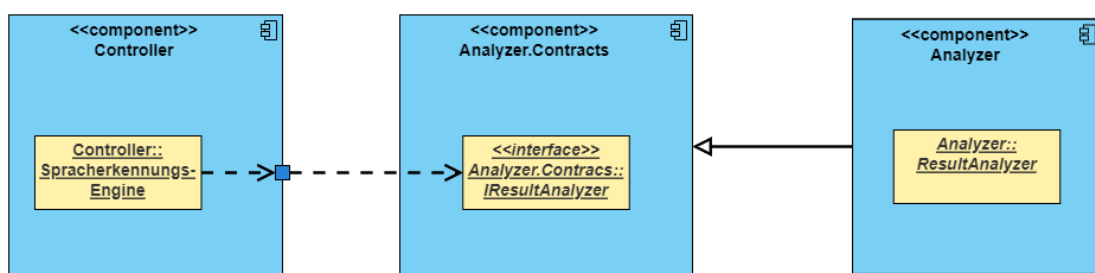 <<component>>
Controller
Controller::
Spracherkennungs-
Engine
<<component>>
Analyzer.Contracts
<<interface>>
Analyzer.Contracs::
IResultAnalyzer
<<component>>
Analyzer
Analyzer::
ResultAnalyzer